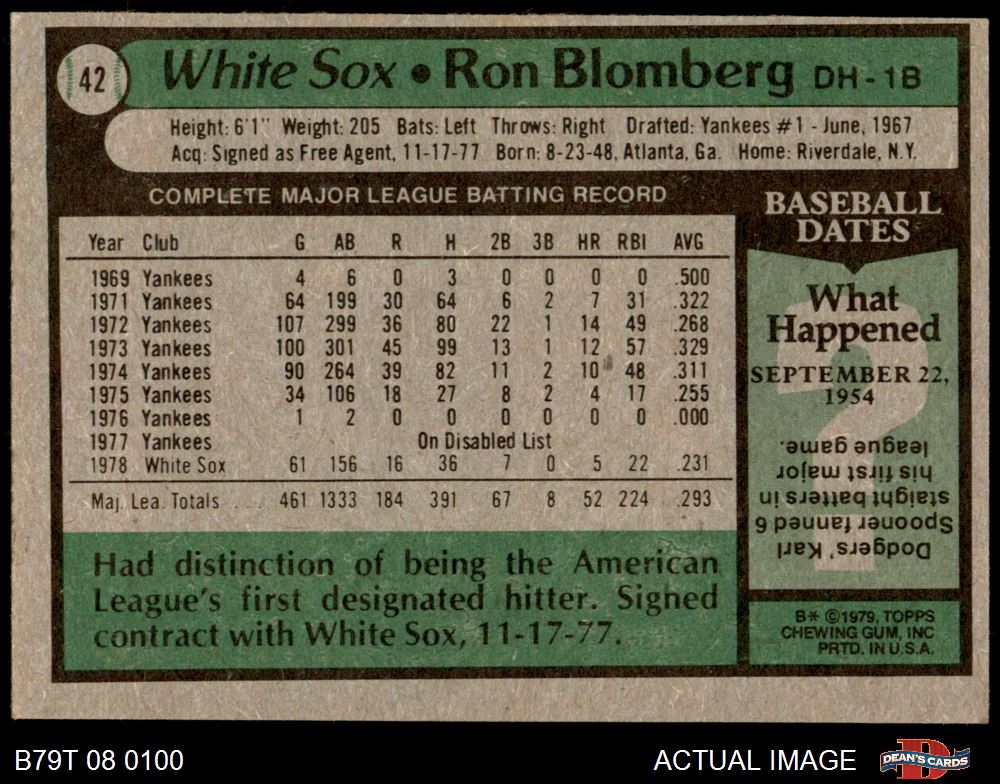 42
White Sox • Ron Blomberg DH - 1B
Height: 6'1" Weight: 205 Bats: Left Throws: Right Drafted: Yankees #1 - June, 1967
Acq: Signed as Free Agent, 11-17-77 Born: 8-23-48, Atlanta, Ga. Home: Riverdale, N.Y.
COMPLETE MAJOR LEAGUE BATTING RECORD
Year Club G AB R H 2B 3B HR RBI AVG
1969 Yankees 4 6 0 3 0 0 0 0 .500
1971 Yankees 64 199 30 64 6 2 7 31 .322
1972 Yankees 107 299 36 80 22 1 14 49 .268
1973 Yankees 100 301 45 99 13 1 12 57 .329
1974 Yankees 90 264 39 82 11 2 10 48 .311
1975 Yankees 34 106 18 27 8 2 4 17 .255
1976 Yankees 1 2 0 0 0 0 0 0 .000
1977 Yankees On Disabled List
1978 White Sox 61 156 16 36 7 0 5 22 .231
Maj. Lea. Totals . . . 461 1333 184 391 67 8 52 224 .293
Had distinction of being the American
League's first designated hitter. Signed
contract with White Sox, 11-17-77.
BASEBALL
DATES
What
Happened
SEPTEMBER 22,
1954
?
Dodgers' Karl
Spooner fanned 6
straight batters in
his first major
league game.
B* ©1979, TOPPS
CHEWING GUM, INC
PRTD. IN U.S.A.
B79T 08 0100
ACTUAL IMAGE
D
DEAN'S CARDS